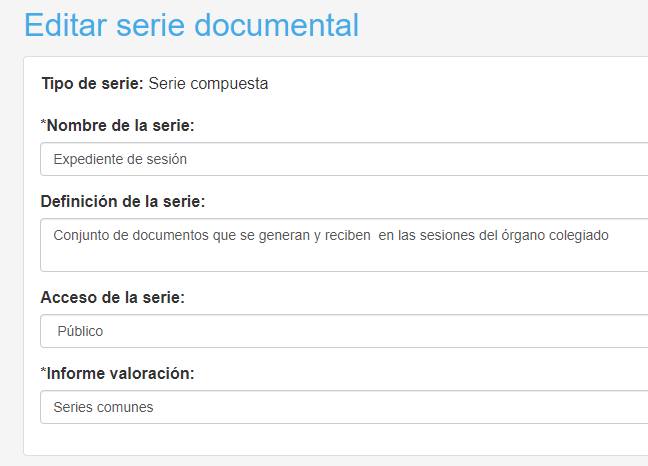 Editar serie documental
Tipo de serie: Serie compuesta
*Nombre de la serie:
Expediente de sesión
Definición de la serie:
Conjunto de documentos que se generan y reciben  en las sesiones del órgano colegiado
Acceso de la serie:
Público
*Informe valoración:
Series comunes